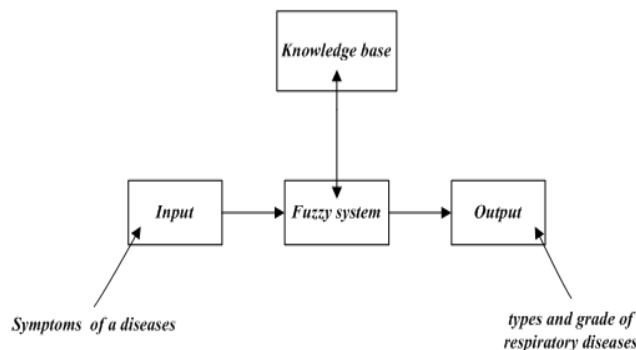 Knowledge base
Input
Fuzzy system
Output
Symptoms of a diseases
types and grade of
respiratory diseases